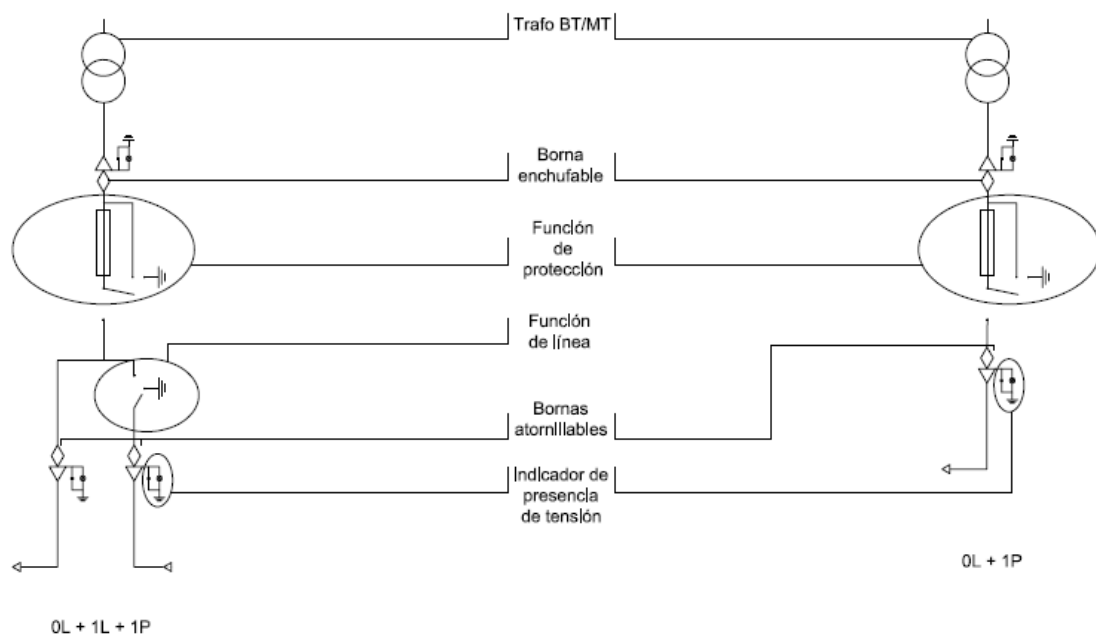 Trafo BT/MT
Borna
enchufable
Función
de
protección
Función
de línea
Bornas
atornillables
Indicador de
presencia
de tensión
0L + 1P
0L + 1L + 1P